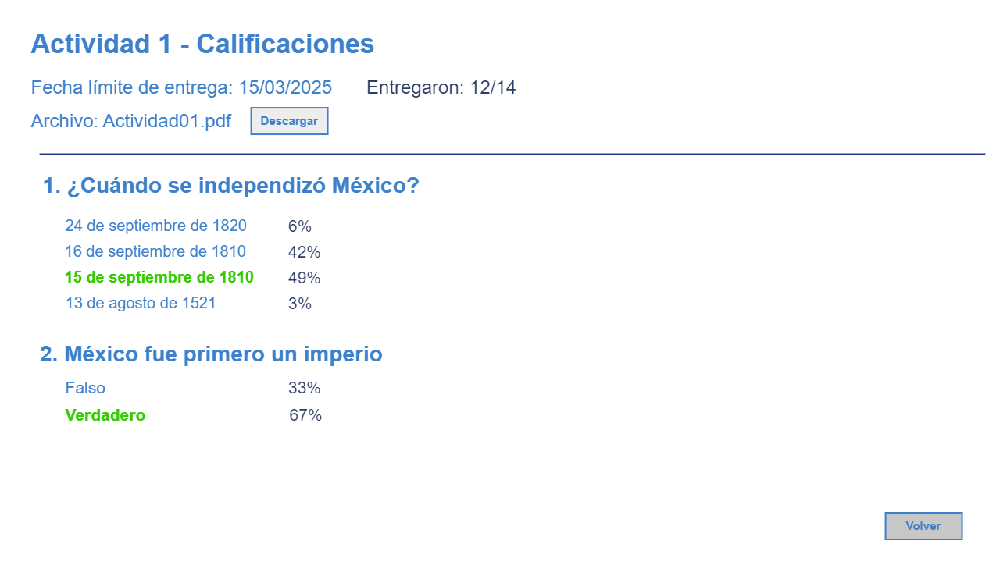 Actividad 1 - Calificaciones
Fecha límite de entrega: 15/03/2025 Entregaron: 12/14
Archivo: Actividad01.pdf Descargar
1. ¿Cuándo se independizó México?
24 de septiembre de 1820 6%
16 de septiembre de 1810 42%
15 de septiembre de 1810 49%
13 de agosto de 1521 3%
2. México fue primero un imperio
Falso 33%
Verdadero 67%
Volver